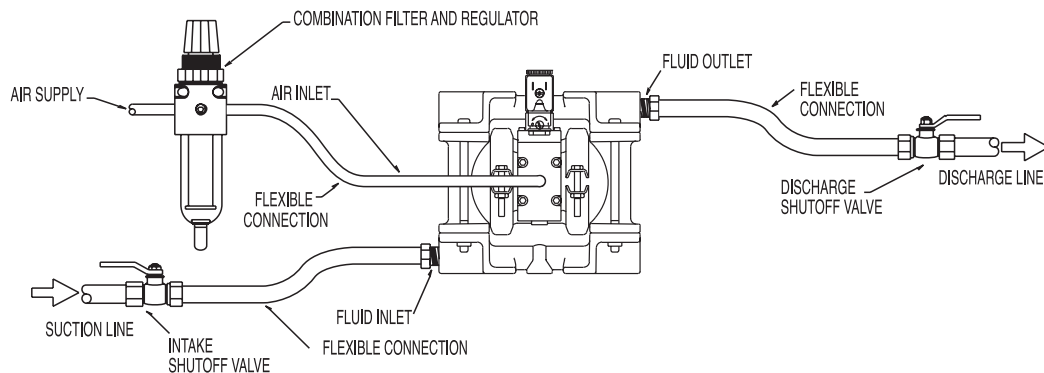 COMBINATION FILTER AND REGULATOR
FLUID OUTLET
FLEXIBLE
CONNECTION
AIR SUPPLY
AIR INLET
FLEXIBLE
CONNECTION
DISCHARGE
SHUTOFF VALVE
DISCHARGE LINE
SUCTION LINE
INTAKE
SHUTOFF VALVE
FLUID INLET
FLEXIBLE CONNECTION